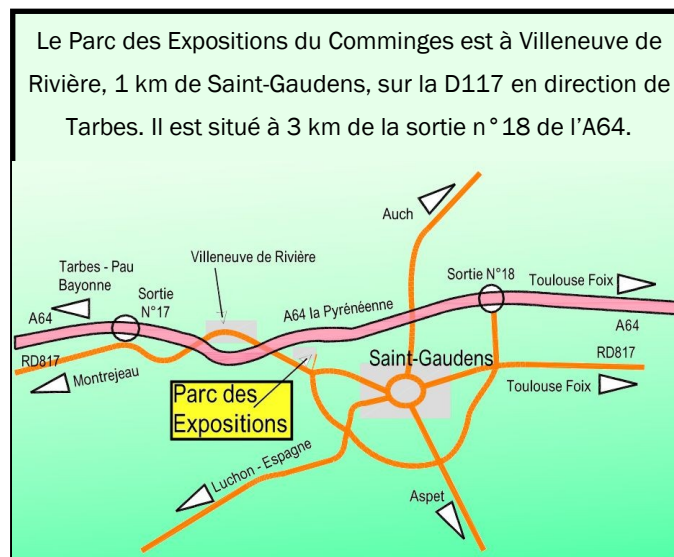 Le Parc des Expositions du Comminges est à Villeneuve de
Rivière, 1 km de Saint-Gaudens, sur la D117 en direction de
Tarbes. Il est situé à 3 km de la sortie n°18 de l'A64.
Auch
Villeneuve de Rivière
Tarbes - Pau
Bayonne
Sortie
N°17
Sortie N°18
Toulouse Foix
A64
A64 la Pyrénéenne
A64
RD817
Montrejeau
Saint-Gaudens
RD817
Toulouse Foix
Parc des
Expositions
Luchon - Espagne
Aspet